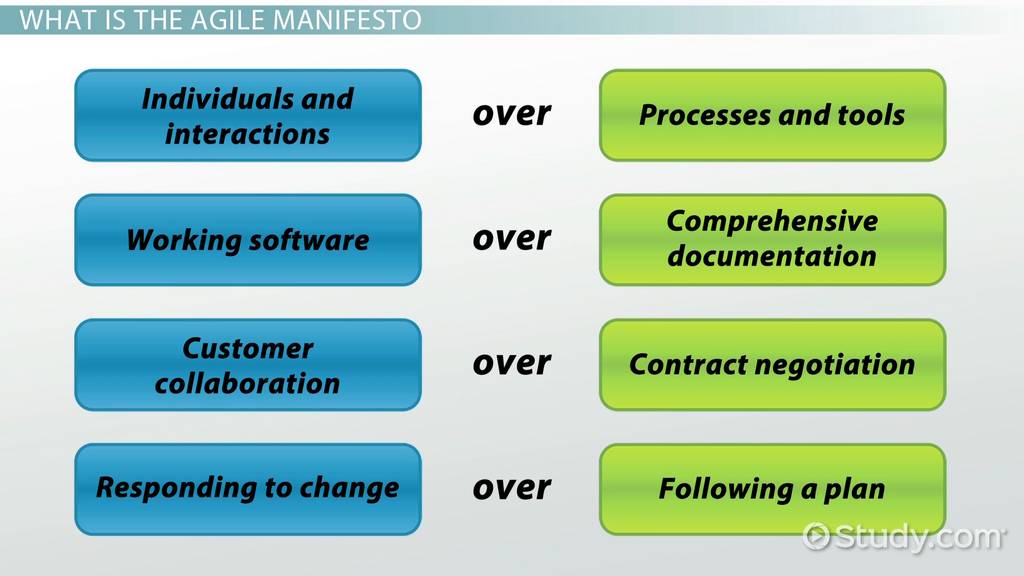 WHAT IS THE AGILE MANIFESTO
Individuals and
interactions
over
Processes and tools
Working software
over
Comprehensive
documentation
Customer
collaboration
over
Contract negotiation
Responding to change
over
Following a plan
Study.com